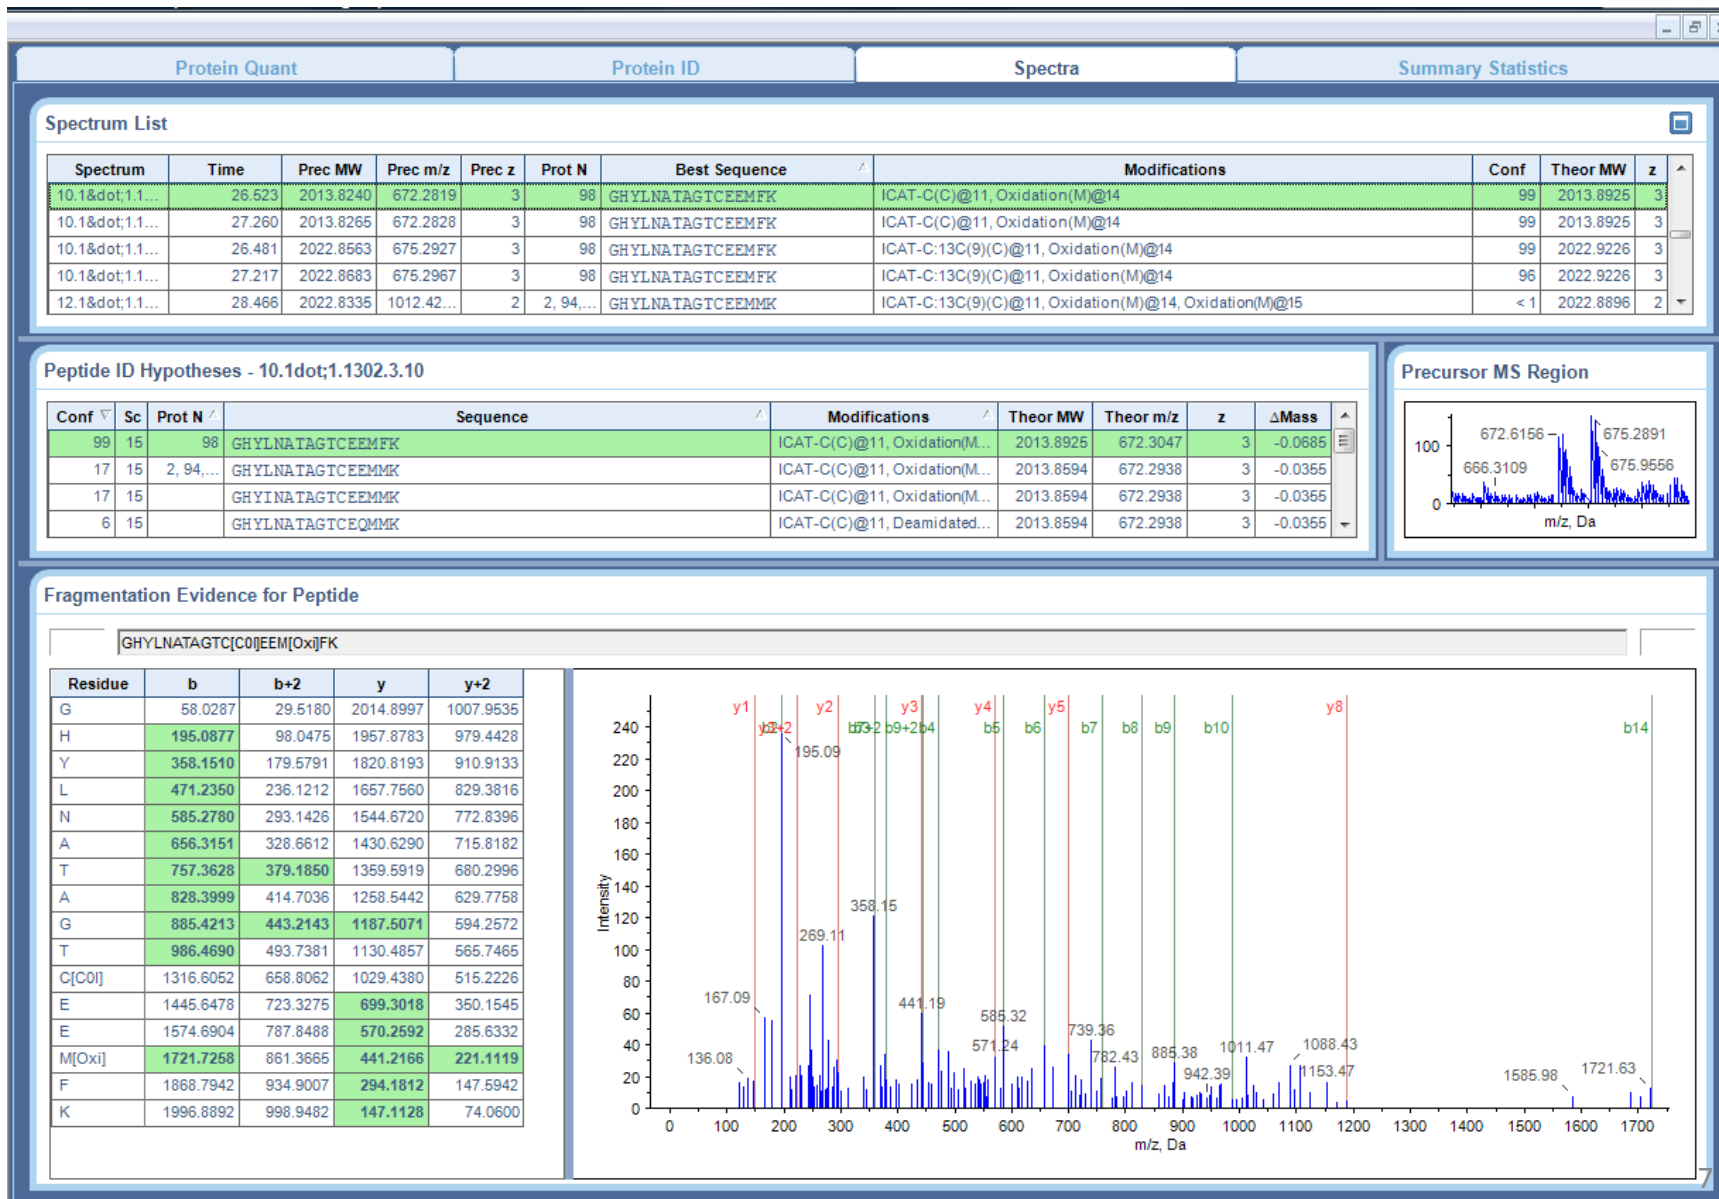 Protein Quant Protein ID Spectra Summary Statistics
Spectrum List
Spectrum Time Prec MW Prec m/z Prec z Prot N Best Sequence Modifications Conf Theor MW z
10.1&dot;1.1... 26.523 2013.8240 672.2819 3 98 GHYLNATAGTCEEMFK ICAT-C(C)@11, Oxidation(M)@14 99 2013.8925 3
10.1&dot;1.1... 27.260 2013.8265 672.2828 3 98 GHYLNATAGTCEEMFK ICAT-C(C)@11, Oxidation(M)@14 99 2013.8925 3
10.1&dot;1.1... 26.481 2022.8563 675.2927 3 98 GHYLNATAGTCEEMFK ICAT-C:13C(9)(C)@11, Oxidation(M)@14 99 2022.9226 3
10.1&dot;1.1... 27.217 2022.8683 675.2967 3 98 GHYLNATAGTCEEMFK ICAT-C:13C(9)(C)@11, Oxidation(M)@14 96 2022.9226 3
12.1&dot;1.1... 28.466 2022.8335 1012.42... 2 2, 94,... GHYLNATAGTCEEMMK ICAT-C:13C(9)(C)@11, Oxidation(M)@14, Oxidation(M)@15 < 1 2022.8896 2
Peptide ID Hypotheses - 10.1dot;1.1302.3.10
Conf Sc Prot N Sequence Modifications Theor MW Theor m/z z ΔMass
99 15 98 GHYLNATAGTCEEMFK ICAT-C(C)@11, Oxidation(M... 2013.8925 672.3047 3 -0.0685
17 15 2, 94,... GHYLNATAGTCEEMMK ICAT-C(C)@11, Oxidation(M... 2013.8594 672.2938 3 -0.0355
17 15 GHYINATAGTCEEMMK ICAT-C(C)@11, Oxidation(M... 2013.8594 672.2938 3 -0.0355
6 15 GHYLNATAGTCEQMMK ICAT-C(C)@11, Deamidated... 2013.8594 672.2938 3 -0.0355
Precursor MS Region
100 672.6156 675.2891
666.3109 675.9556
0
m/z, Da
Fragmentation Evidence for Peptide
GHYLNATAGTC[C0I]EEM[Oxi]FK
Residue b b+2 y y+2
G 58.0287 29.5180 2014.8997 1007.9535
H 195.0877 98.0475 1957.8783 979.4428
Y 358.1510 179.5791 1820.8193 910.9133
L 471.2350 236.1212 1657.7560 829.3816
N 585.2780 293.1426 1544.6720 772.8396
A 656.3151 328.6612 1430.6290 715.8182
T 757.3628 379.1850 1359.5919 680.2996
A 828.3999 414.7036 1258.5442 629.7758
G 885.4213 443.2143 1187.5071 594.2572
T 986.4690 493.7381 1130.4857 565.7465
C[C0I] 1316.6052 658.8062 1029.4380 515.2226
E 1445.6478 723.3275 699.3018 350.1545
E 1574.6904 787.8488 570.2592 285.6332
M[Oxi] 1721.7258 861.3665 441.2166 221.1119
F 1868.7942 934.9007 294.1812 147.5942
K 1996.8892 998.9482 147.1128 74.0600
y1 y2 y3 y4 y5 y8
b9+2 b4 b5 b6 b7 b8 b9 b10 b14
Intensity
240 220 200 180 160 140 120 100 80 60 40 20 0
195.09
358.15
269.11
167.09 441.19 585.32
739.36
136.08 571.24 782.43 885.38 1011.47 1088.43
942.39 1153.47 1585.98 1721.63
0 100 200 300 400 500 600 700 800 900 1000 1100 1200 1300 1400 1500 1600 1700
m/z, Da
7